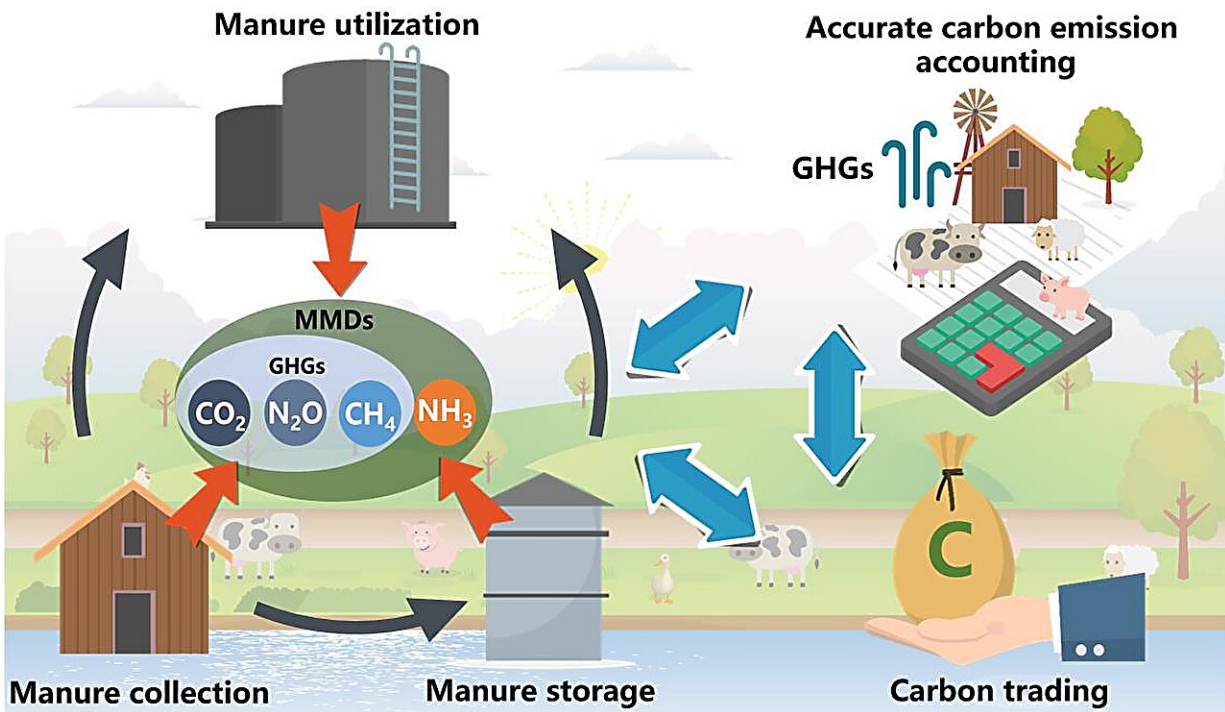 Manure utilization
Accurate carbon emission
accounting
GHGs
MMDs
GHGs
CO₂ N₂O CH₄ NH₃
C
Manure collection
Manure storage
Carbon trading